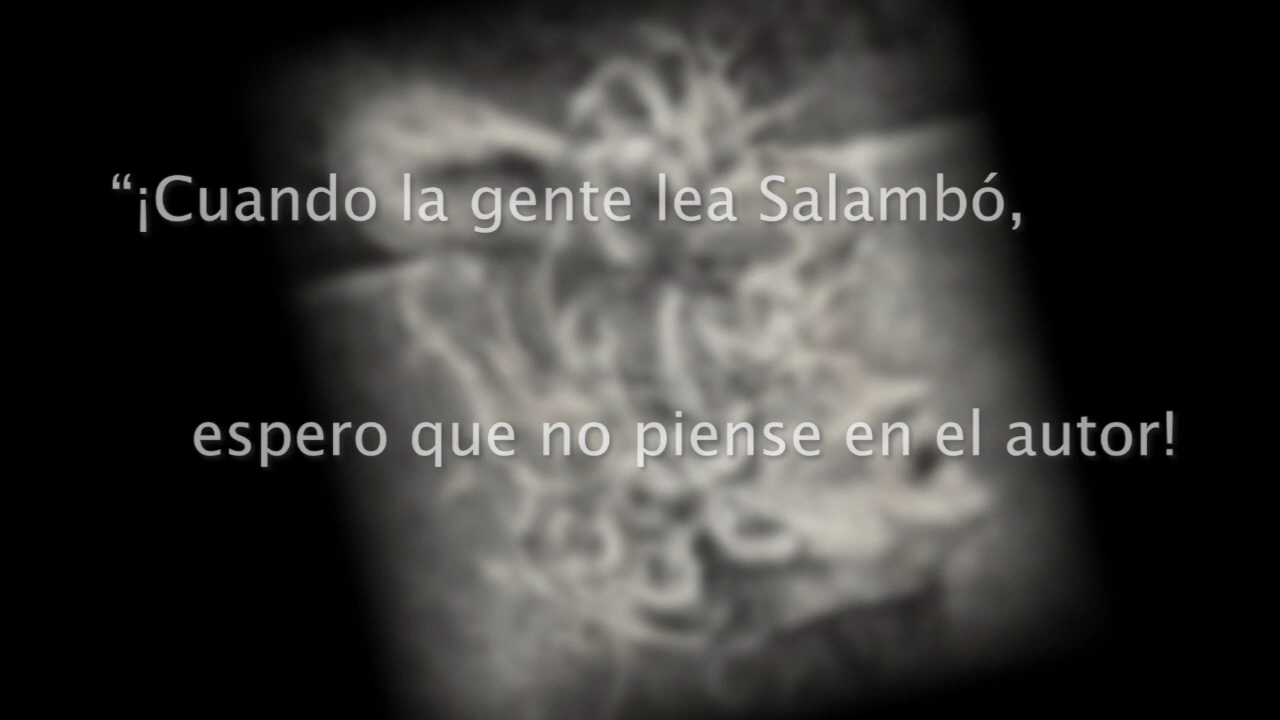 “¡Cuando la gente lea Salambó,
espero que no piense en el autor!